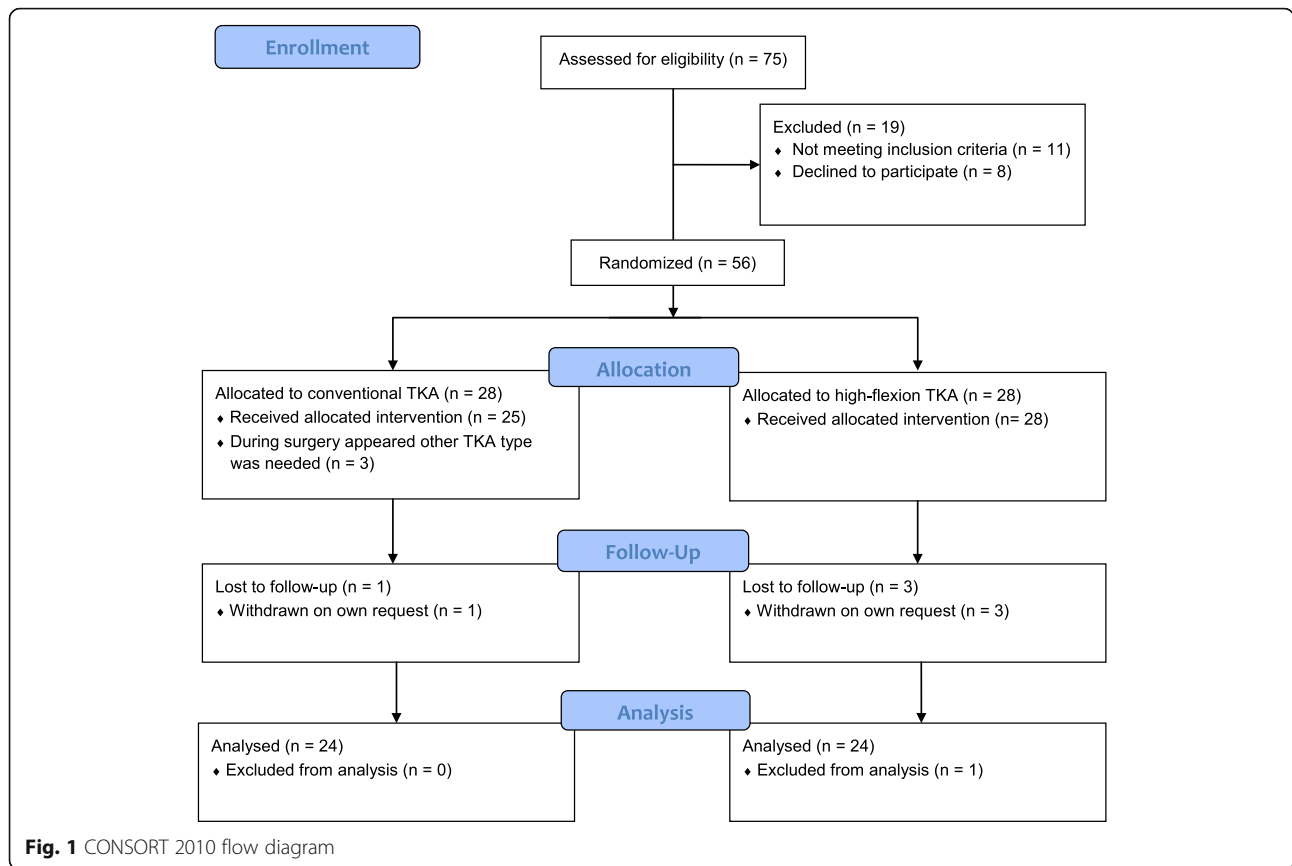 Enrollment
Assessed for eligibility (n = 75)
Excluded (n = 19)
♦ Not meeting inclusion criteria (n = 11)
♦ Declined to participate (n = 8)
Randomized (n = 56)
Allocation
Allocated to conventional TKA (n = 28)
♦ Received allocated intervention (n = 25)
♦ During surgery appeared other TKA type
was needed (n = 3)
Allocated to high-flexion TKA (n = 28)
♦ Received allocated intervention (n= 28)
Follow-Up
Lost to follow-up (n = 1)
♦ Withdrawn on own request (n = 1)
Lost to follow-up (n = 3)
♦ Withdrawn on own request (n = 3)
Analysis
Analysed (n = 24)
♦ Excluded from analysis (n = 0)
Analysed (n = 24)
♦ Excluded from analysis (n = 1)
Fig. 1 CONSORT 2010 flow diagram